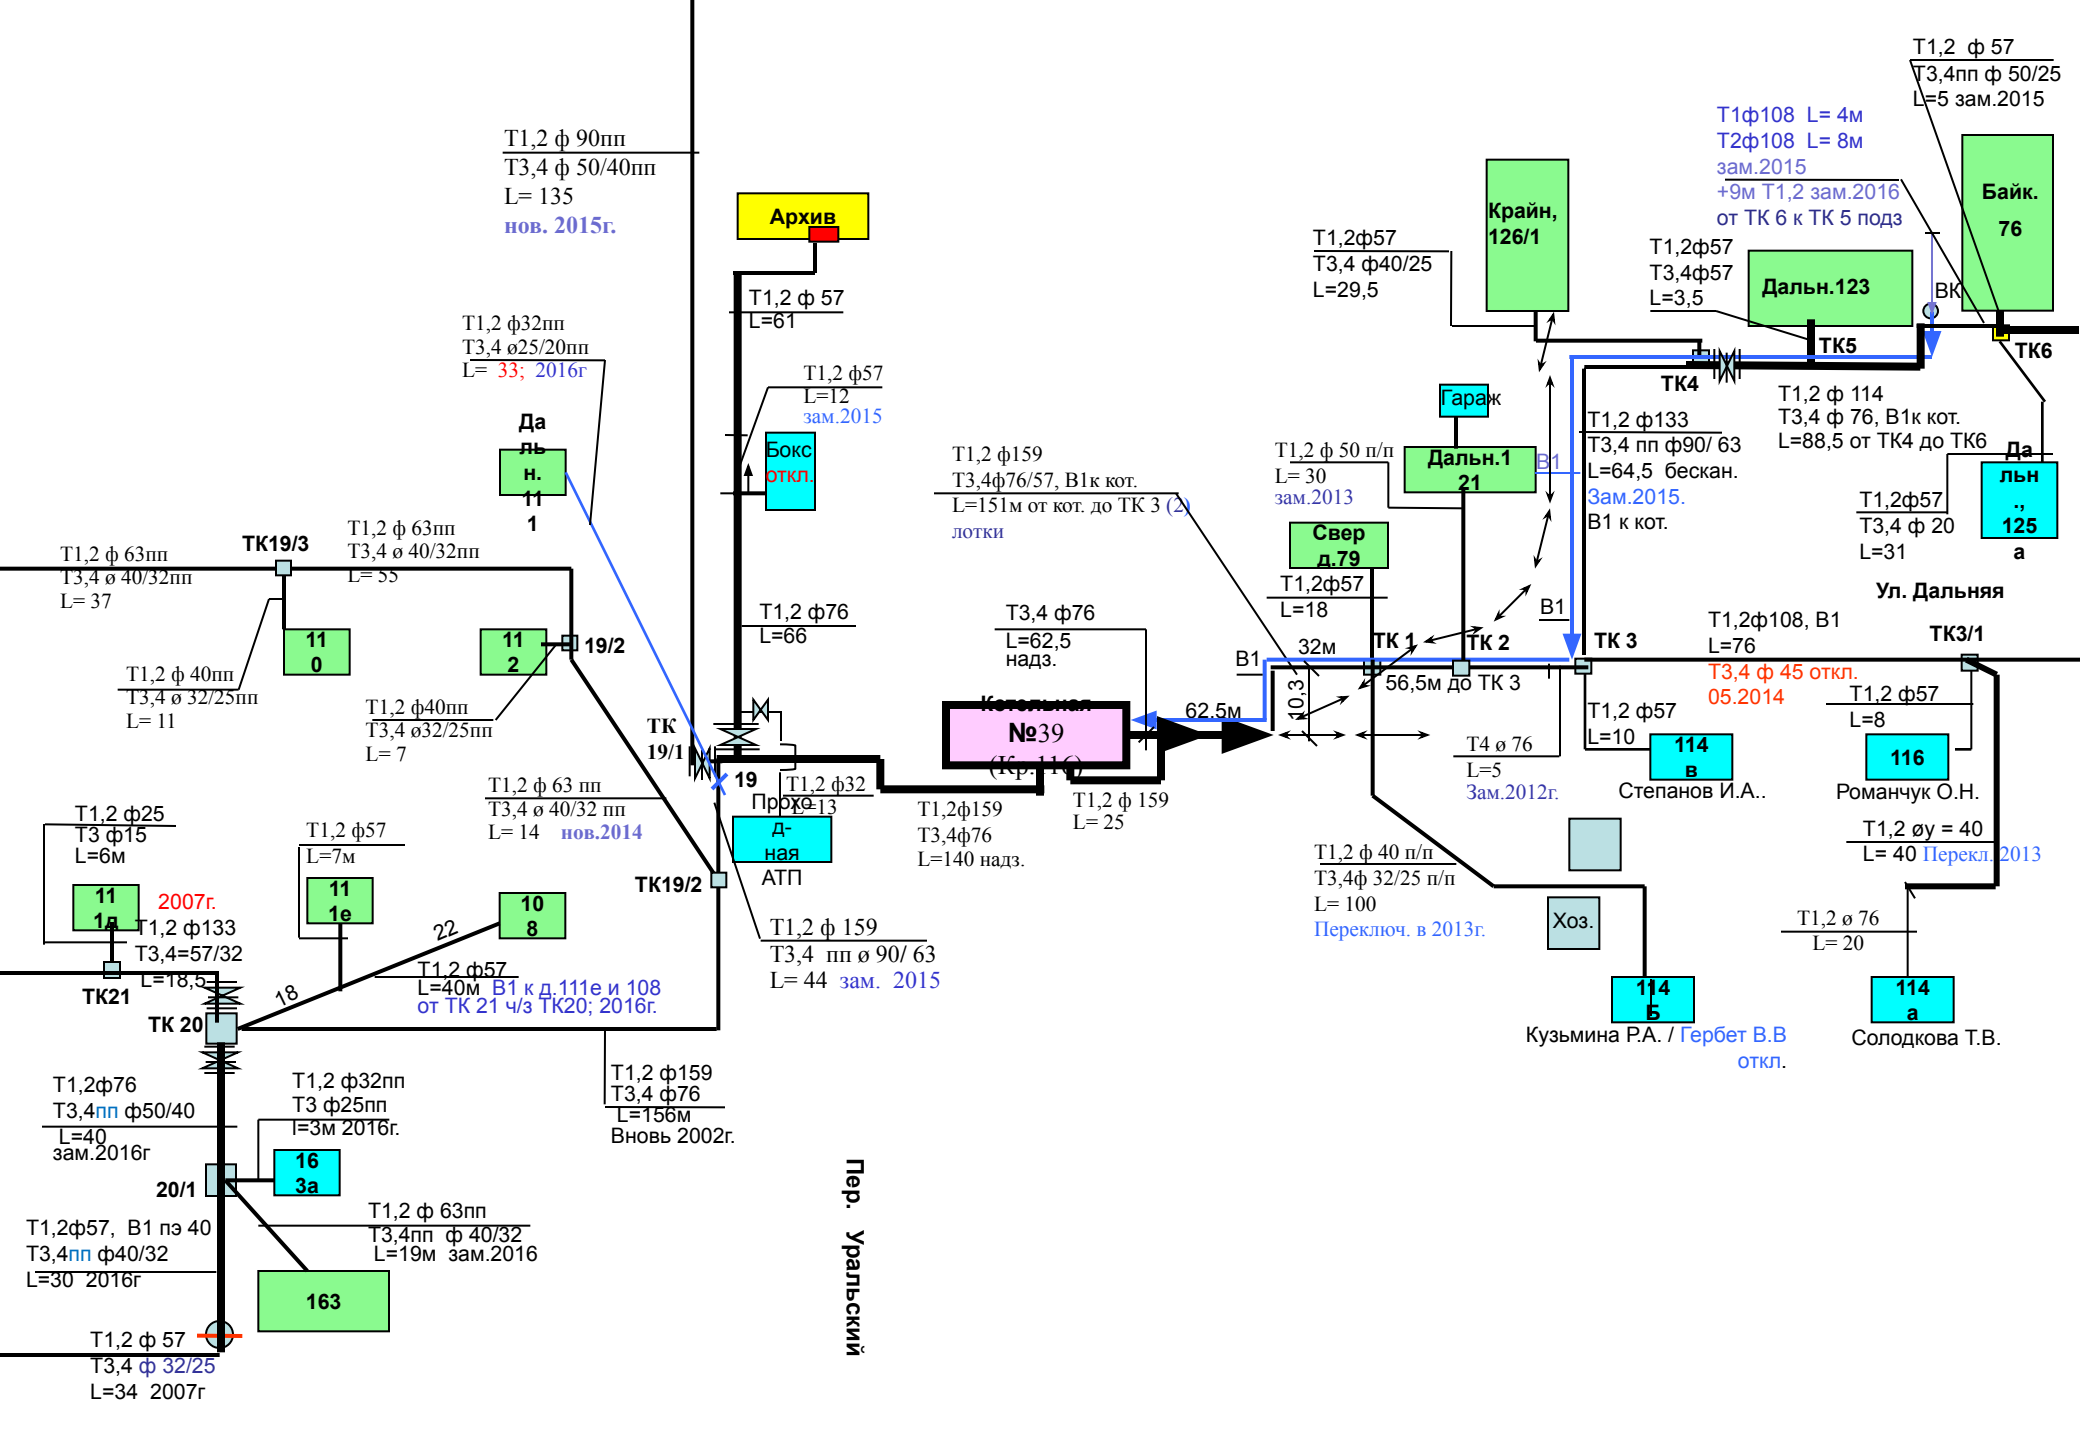 Т1,2 ф 57
Т3,4пп ф 50/25
L=5 зам.2015
Т1ф108 L= 4м
Т2ф108 L= 8м
зам.2015
+9м Т1,2 зам.2016
от ТК 6 к ТК 5 подз
Байк.
76
Т1,2 ф 90пп
Т3,4 ф 50/40пп
L= 135
нов. 2015г.
Архив
Крайн,
126/1
Т1,2ф57
Т3,4 ф40/25
L=29,5
Т1,2ф57
Т3,4ф57
L=3,5
Дальн.123
ВК
ТК5
ТК6
ТК4
Т1,2 ф 57
L=61
Т1,2 ф32пп
Т3,4 ø25/20пп
L= 33; 2016г
Т1,2 ф57
L=12
зам.2015
Да
ль
н.
11
1
Бокс
откл.
Гараж
Т1,2 ф 114
Т3,4 ф 76, В1к кот.
L=88,5 от ТК4 до ТК6
Т1,2 ф133
Т3,4 пп ф90/ 63
L=64,5 бескан.
Зам.2015.
В1 к кот.
Т1,2 ф159
Т3,4ф76/57, В1к кот.
L=151м от кот. до ТК 3 (2)
лотки
Т1,2 ф 50 п/п
L= 30
зам.2013
Дальн.1
21
В1
Да
льн
.,
125
а
Т1,2ф57
Т3,4 ф 20
L=31
Свер
д.79
Т1,2ф57
L=18
ТК19/3
Т1,2 ф 63пп
Т3,4 ø 40/32пп
L= 55
Т1,2 ф 63пп
Т3,4 ø 40/32пп
L= 37
11
0
11
2
19/2
Т1,2 ф 40пп
Т3,4 ø 32/25пп
L= 11
Т1,2 ф40пп
Т3,4 ø32/25пп
L= 7
Т1,2 ф76
L=66
Т3,4 ф76
L=62,5
надз.
В1
32м
ТК 1
ТК 2
В1
ТК 3
56,5м до ТК 3
10,3
Ул. Дальняя
Т1,2ф108, В1
L=76
Т3,4 ф 45 откл.
05.2014
ТК3/1
Т1,2 ф57
L=8
116
Романчук О.Н.
Т1,2 ф57
L=10
114
в
Степанов И.А..
Т4 ø 76
L=5
Зам.2012г.
ТК
19/1
19
Котельная
№39
(Кр.116)
62,5м
Т1,2 ф32
L=13
Прохо
д-
ная
АТП
Т1,2ф159
Т3,4ф76
L=140 надз.
Т1,2 ф 159
L= 25
Т1,2 ф 63 пп
Т3,4 ø 40/32 пп
L= 14 нов.2014
Т1,2 øу = 40
L= 40 Перекл. 2013
Т1,2 ф 40 п/п
Т3,4ф 32/25 п/п
L= 100
Переключ. в 2013г.
Т1,2 ф25
Т3 ф15
L=6м
11
1д
2007г.
Т1,2 ф133
Т3,4=57/32
L=18,5
Т1,2 ф57
L=7м
11
1е
10
8
22
18
Т1,2 ф57
L=40м В1 к д.111е и 108
от ТК 21 ч/з ТК20; 2016г.
ТК19/2
Т1,2 ф 159
Т3,4 пп ø 90/ 63
L= 44 зам. 2015
ТК21
ТК 20
Хоз.
Т1,2 ø 76
L= 20
114
Б
Кузьмина Р.А. / Гербет В.В
откл.
114
а
Солодкова Т.В.
Т1,2ф76
Т3,4пп ф50/40
L=40
зам.2016г
Т1,2 ф32пп
Т3 ф25пп
l=3м 2016г.
Т1,2 ф159
Т3,4 ф76
L=156м
Вновь 2002г.
16
3а
20/1
Т1,2ф57, В1 пэ 40
Т3,4пп ф40/32
L=30 2016г
Т1,2 ф 63пп
Т3,4пп ф 40/32
L=19м зам.2016
163
Пер. Уральский
Т1,2 ф 57
Т3,4 ф 32/25
L=34 2007г